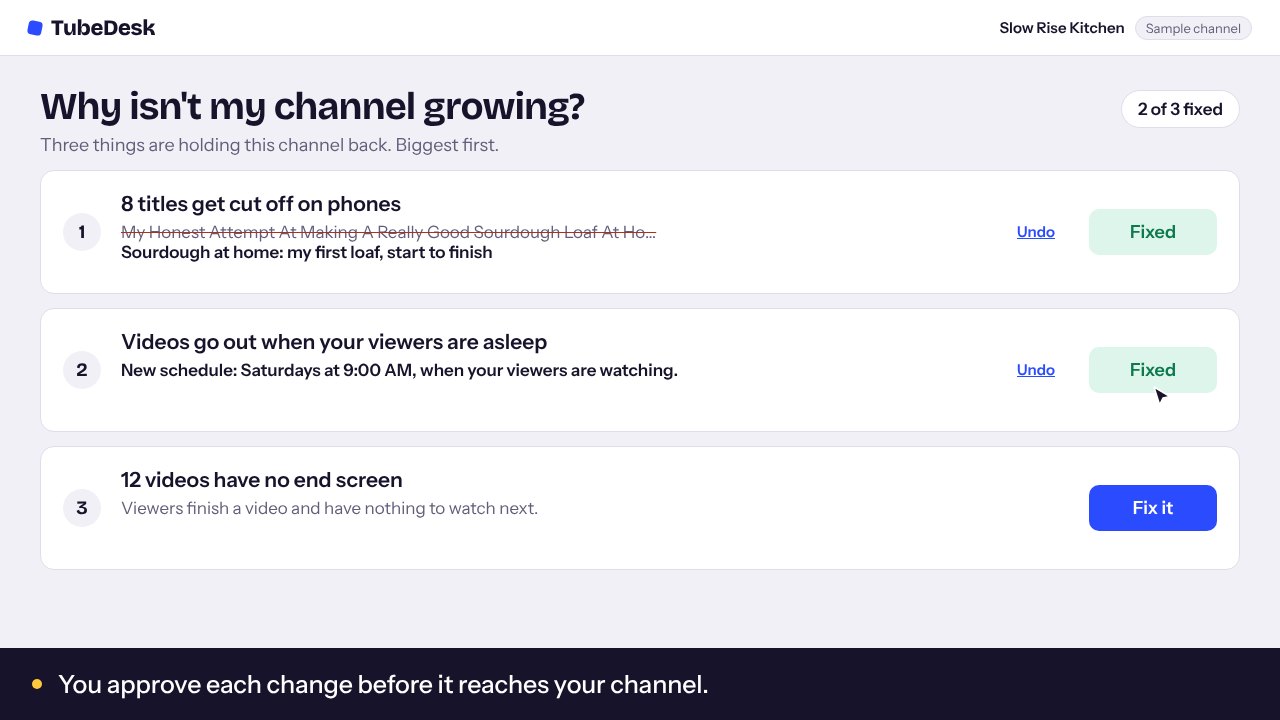 TubeDesk
Slow Rise Kitchen
Sample channel
Why isn't my channel growing?
2 of 3 fixed
Three things are holding this channel back. Biggest first.
1
8 titles get cut off on phones
My Honest Attempt At Making A Really Good Sourdough Loaf At Ho...
Sourdough at home: my first loaf, start to finish
Undo
Fixed
2
Videos go out when your viewers are asleep
New schedule: Saturdays at 9:00 AM, when your viewers are watching.
Undo
Fixed
3
12 videos have no end screen
Viewers finish a video and have nothing to watch next.
Fix it
You approve each change before it reaches your channel.